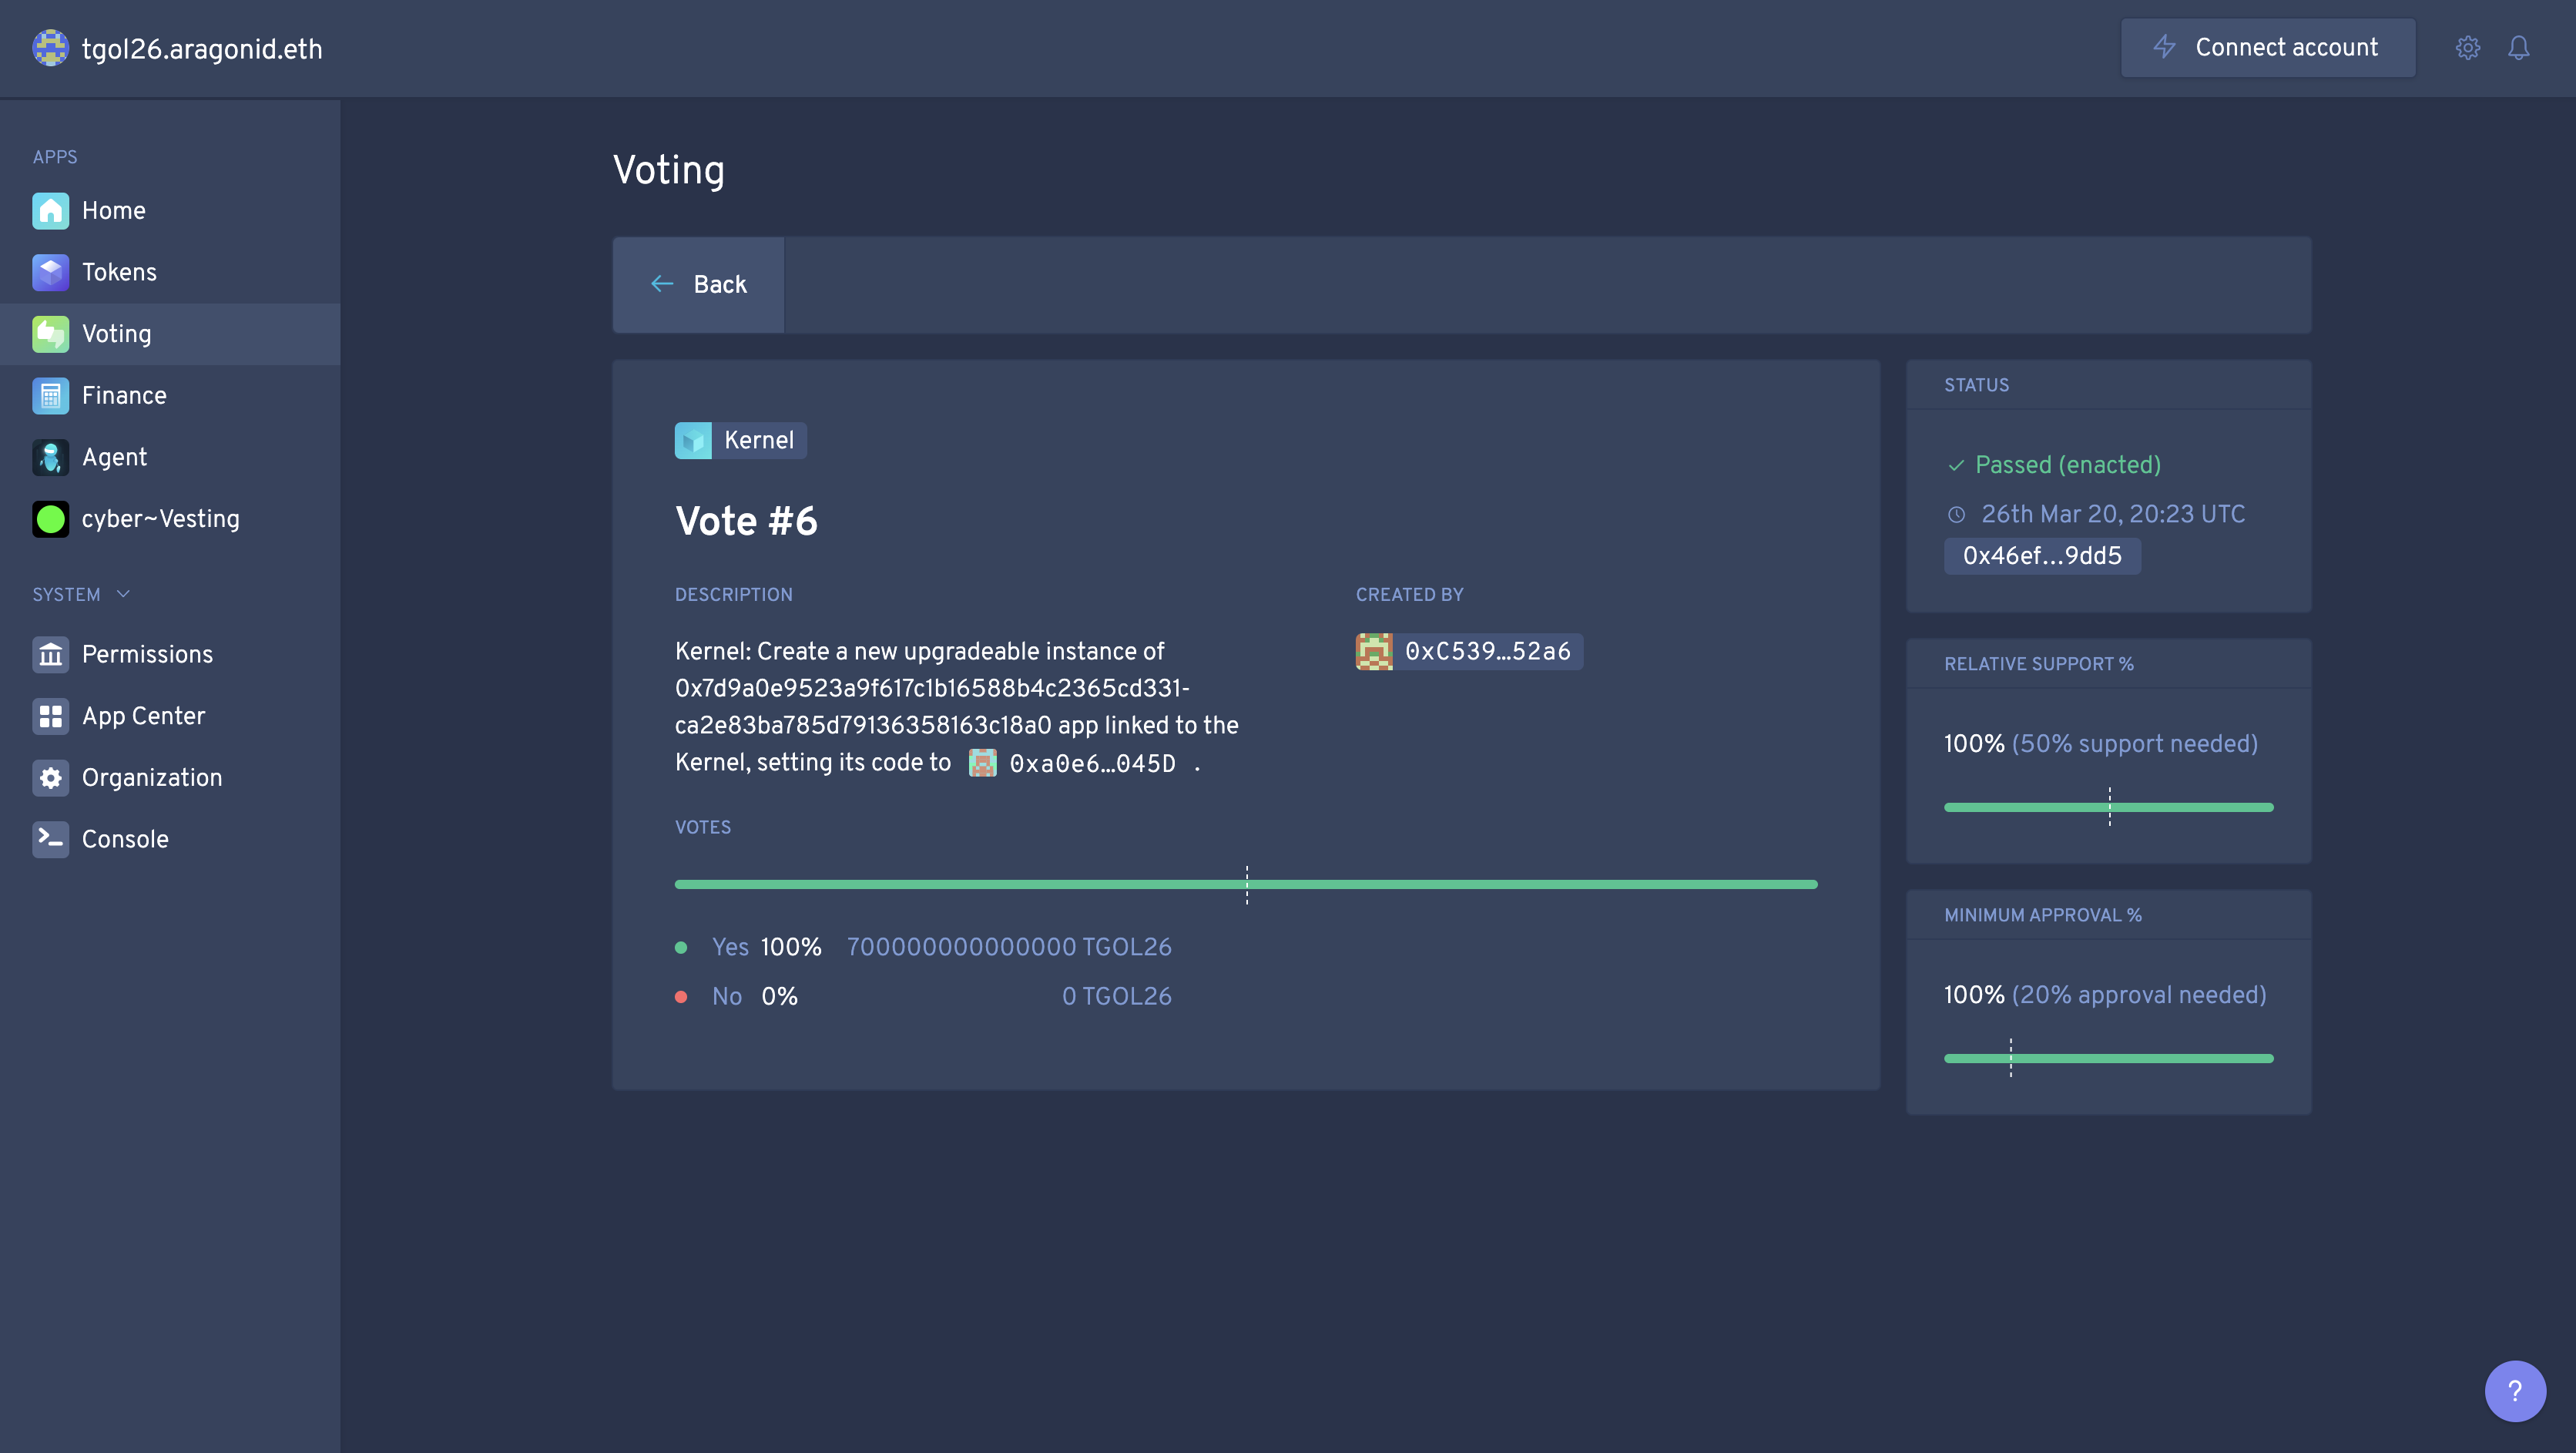 tgol26.aragonid.eth
Connect account
APPS
Home
Tokens
Voting
Finance
Agent
cyber~Vesting
SYSTEM
Permissions
App Center
Organization
Console
Voting
Back
Kernel
Vote #6
DESCRIPTION
Kernel: Create a new upgradeable instance of
0x7d9a0e9523a9f617c1b16588b4c2365cd331-
ca2e83ba785d79136358163c18a0 app linked to the
Kernel, setting its code to 0xa0e6…045D .
CREATED BY
0xC539…52a6
VOTES
Yes 100% 700000000000000 TGOL26
No 0% 0 TGOL26
STATUS
Passed (enacted)
26th Mar 20, 20:23 UTC
0x46ef…9dd5
RELATIVE SUPPORT %
100% (50% support needed)
MINIMUM APPROVAL %
100% (20% approval needed)
?